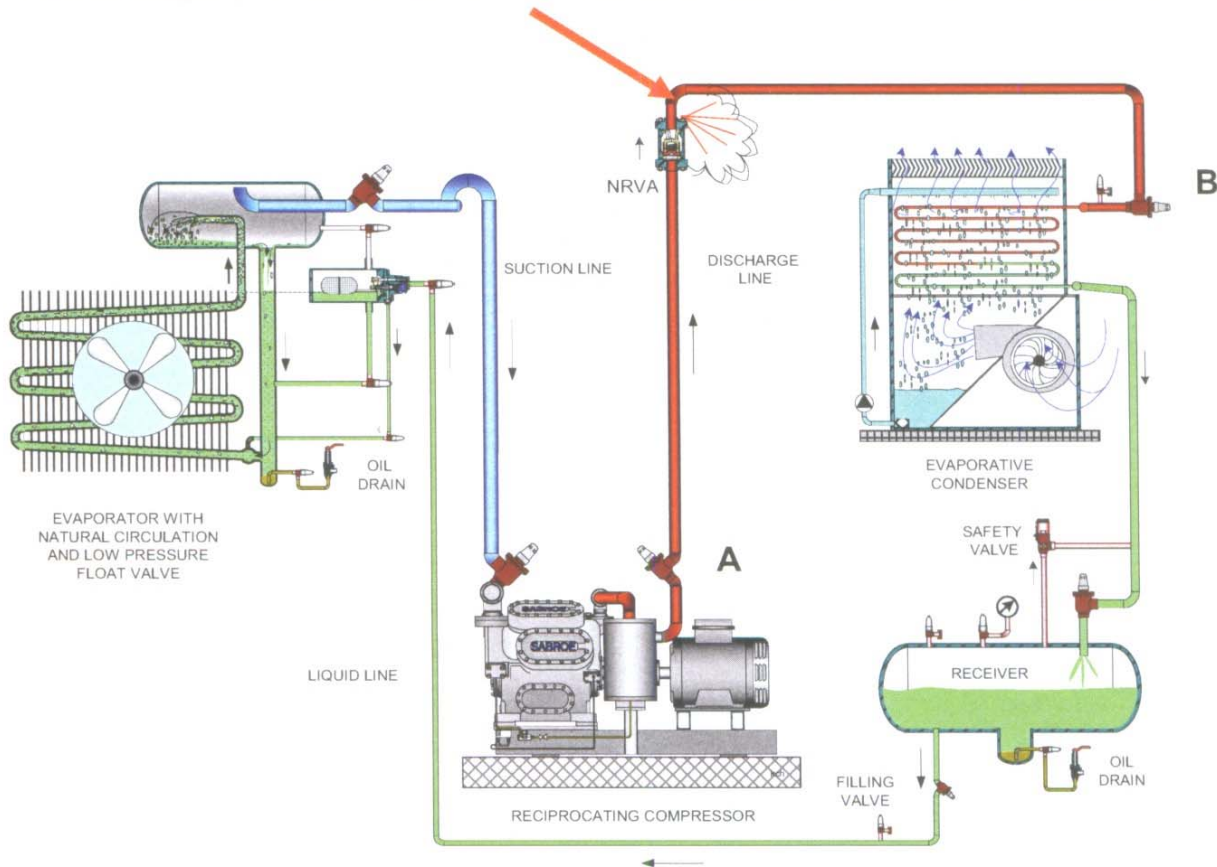 NRVA
B
SUCTION LINE
DISCHARGE
LINE
OIL
DRAIN
EVAPORATOR WITH
NATURAL CIRCULATION
AND LOW PRESSURE
FLOAT VALVE
EVAPORATIVE
CONDENSER
SAFETY
VALVE
A
SABROE
SABROE
LIQUID LINE
RECEIVER
OIL
DRAIN
FILLING
VALVE
RECIPROCATING COMPRESSOR